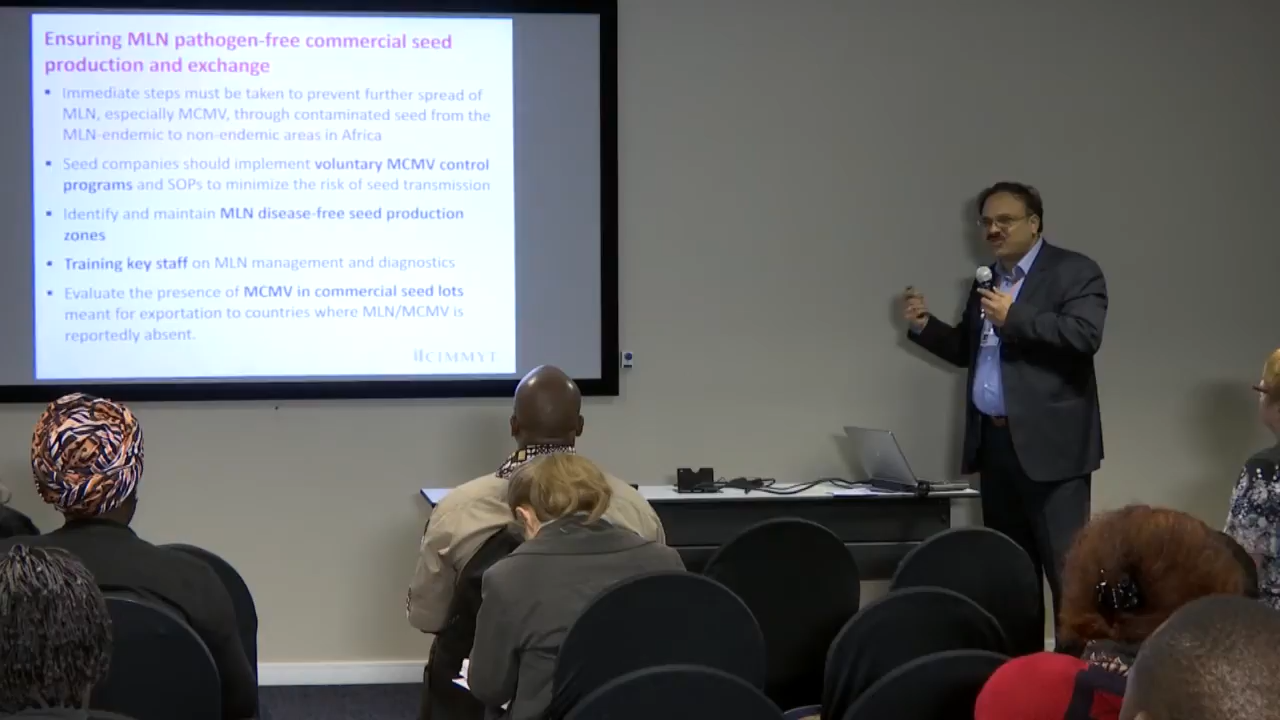 Ensuring MLN pathogen-free commercial seed
production and exchange
▪ Immediate steps must be taken to prevent further spread of
MLN, especially MCMV, through contaminated seed from the
MLN-endemic to non-endemic areas in Africa
▪ Seed companies should implement voluntary MCMV control
programs and SOPs to minimize the risk of seed transmission
▪ Identify and maintain MLN disease-free seed production
zones
▪ Training key staff on MLN management and diagnostics
▪ Evaluate the presence of MCMV in commercial seed lots
meant for exportation to countries where MLN/MCMV is
reportedly absent.
CIMMYT